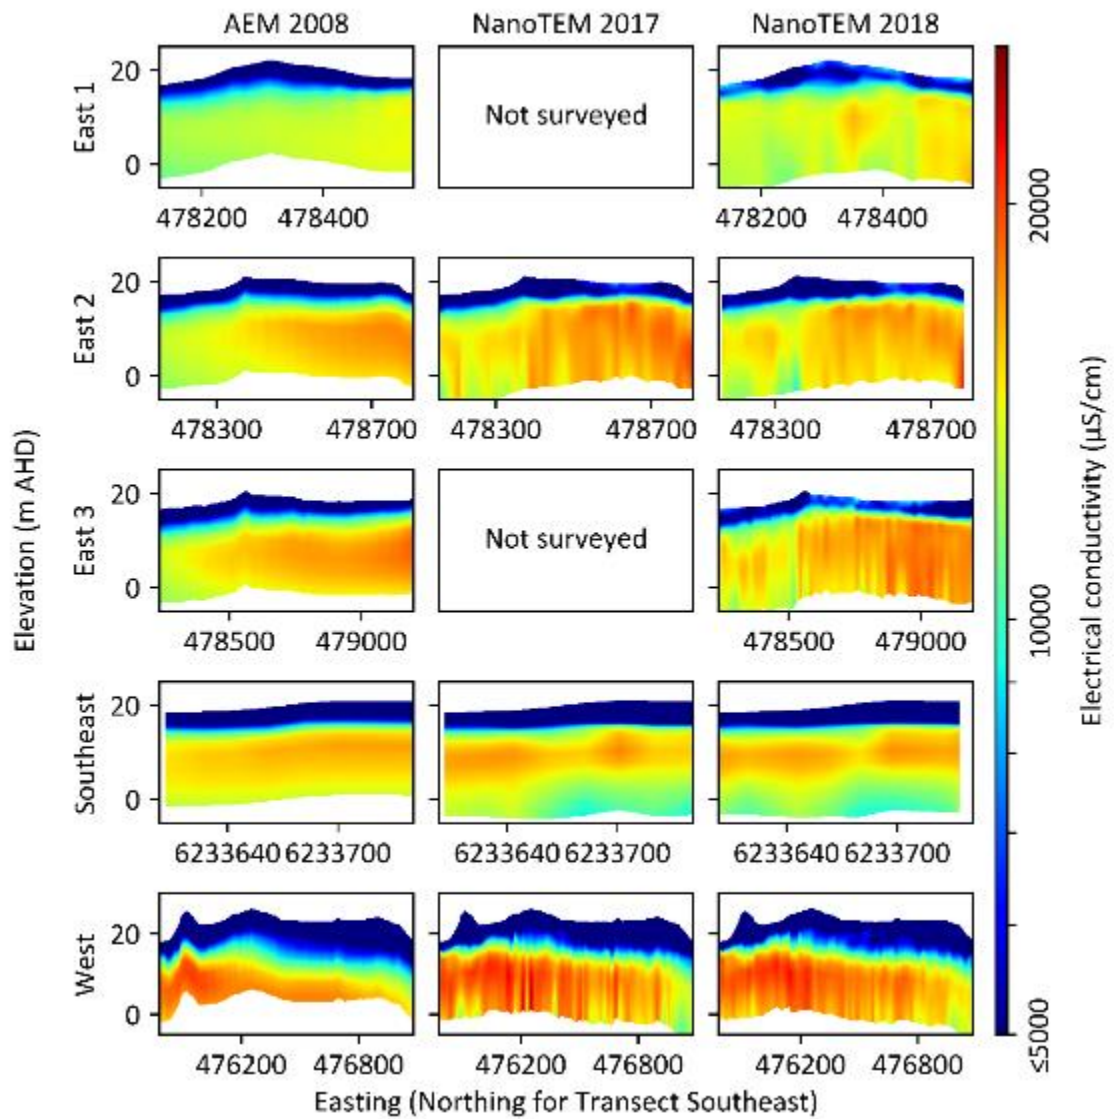 AEM 2008 NanoTEM 2017 NanoTEM 2018
East 1
20
0
Not surveyed
478200 478400
478200 478400
East 2
20
0
478300 478700
478300 478700
478300 478700
East 3
20
0
Not surveyed
478500 479000
478500 479000
Southeast
20
0
6233640 6233700
6233640 6233700
6233640 6233700
West
20
0
476200 476800
476200 476800
476200 476800
Elevation (m AHD)
Easting (Northing for Transect Southeast)
20000
10000
≤5000
Electrical conductivity (µS/cm)